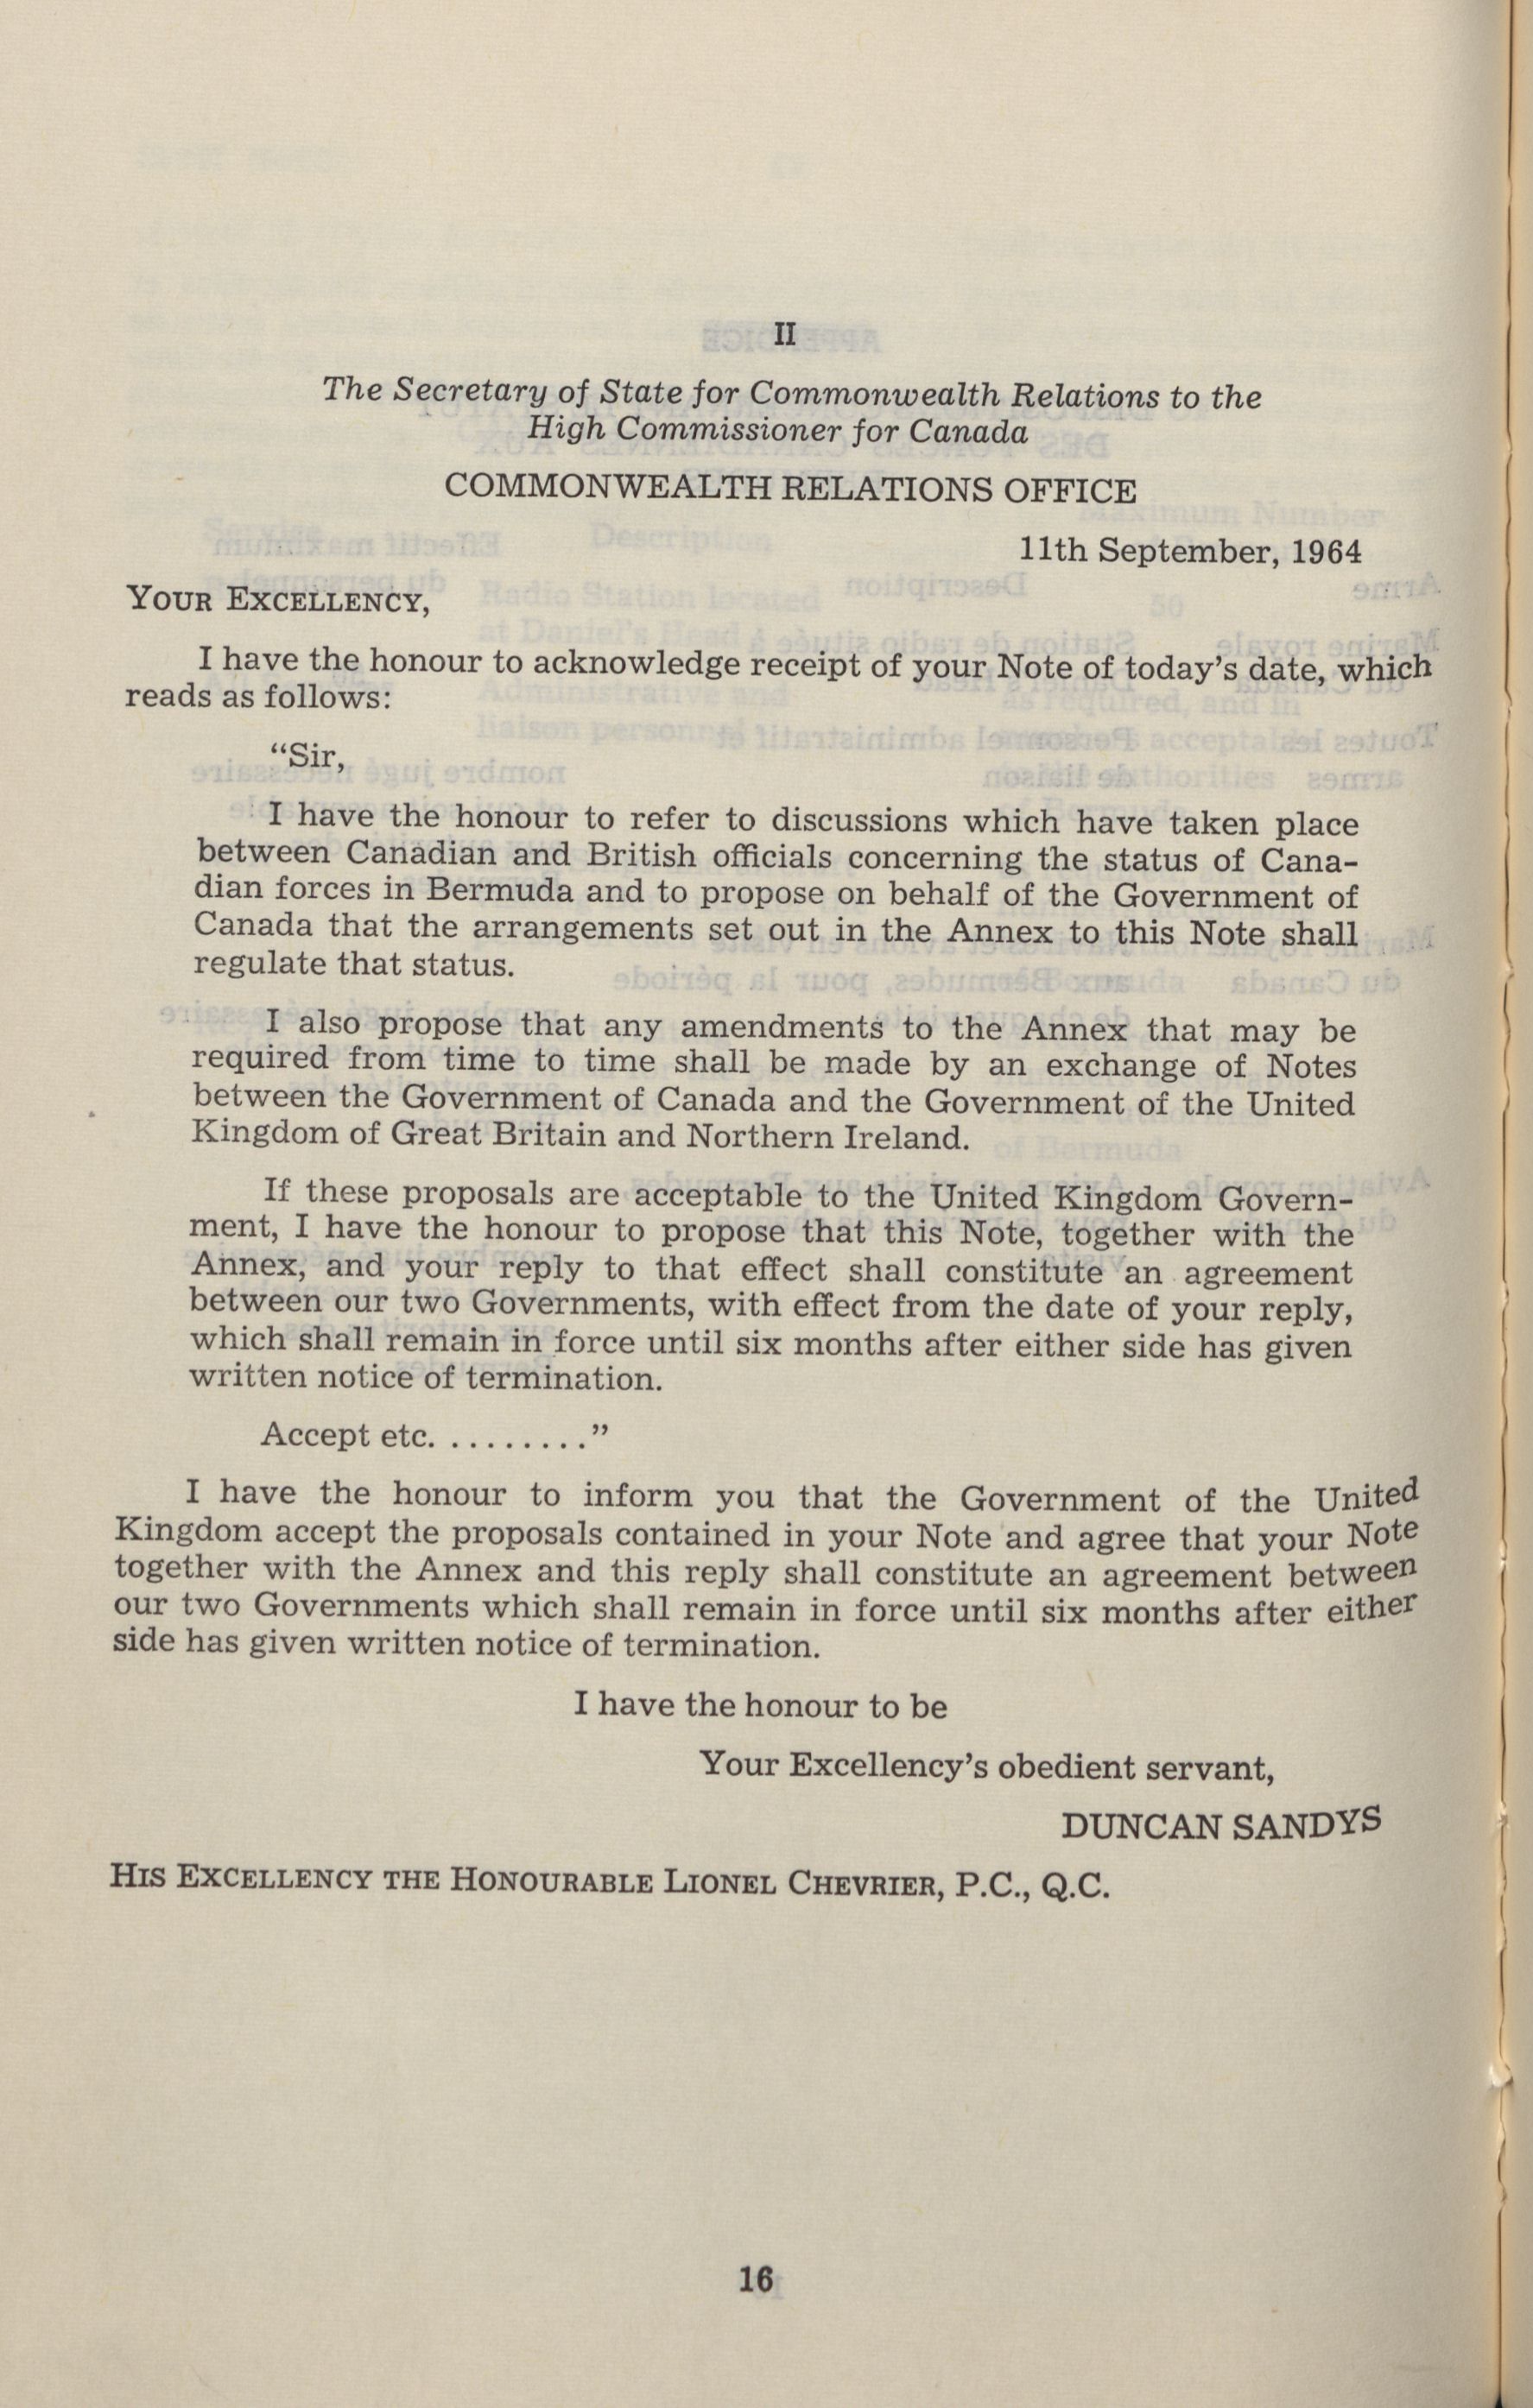 II
The Secretary of State for Commonwealth Relations to the
High Commissioner for Canada
COMMONWEALTH RELATIONS OFFICE
11th September, 1964
YOUR EXCELLENCY,
I have the honour to acknowledge receipt of your Note of today's date, which
reads as follows:
“Sir,
I have the honour to refer to discussions which have taken place
between Canadian and British officials concerning the status of Cana-
dian forces in Bermuda and to propose on behalf of the Government of
Canada that the arrangements set out in the Annex to this Note shall
regulate that status.
I also propose that any amendments to the Annex that may be
required from time to time shall be made by an exchange of Notes
between the Government of Canada and the Government of the United
Kingdom of Great Britain and Northern Ireland.
If these proposals are acceptable to the United Kingdom Govern-
ment, I have the honour to propose that this Note, together with the
Annex, and your reply to that effect shall constitute an agreement
between our two Governments, with effect from the date of your reply,
which shall remain in force until six months after either side has given
written notice of termination.
Accept etc. .........”
I have the honour to inform you that the Government of the United
Kingdom accept the proposals contained in your Note and agree that your Note
together with the Annex and this reply shall constitute an agreement between
our two Governments which shall remain in force until six months after either
side has given written notice of termination.
I have the honour to be
Your Excellency's obedient servant,
DUNCAN SANDYS
HIS EXCELLENCY THE HONOURABLE LIONEL CHEVRIER, P.C., Q.C.
16